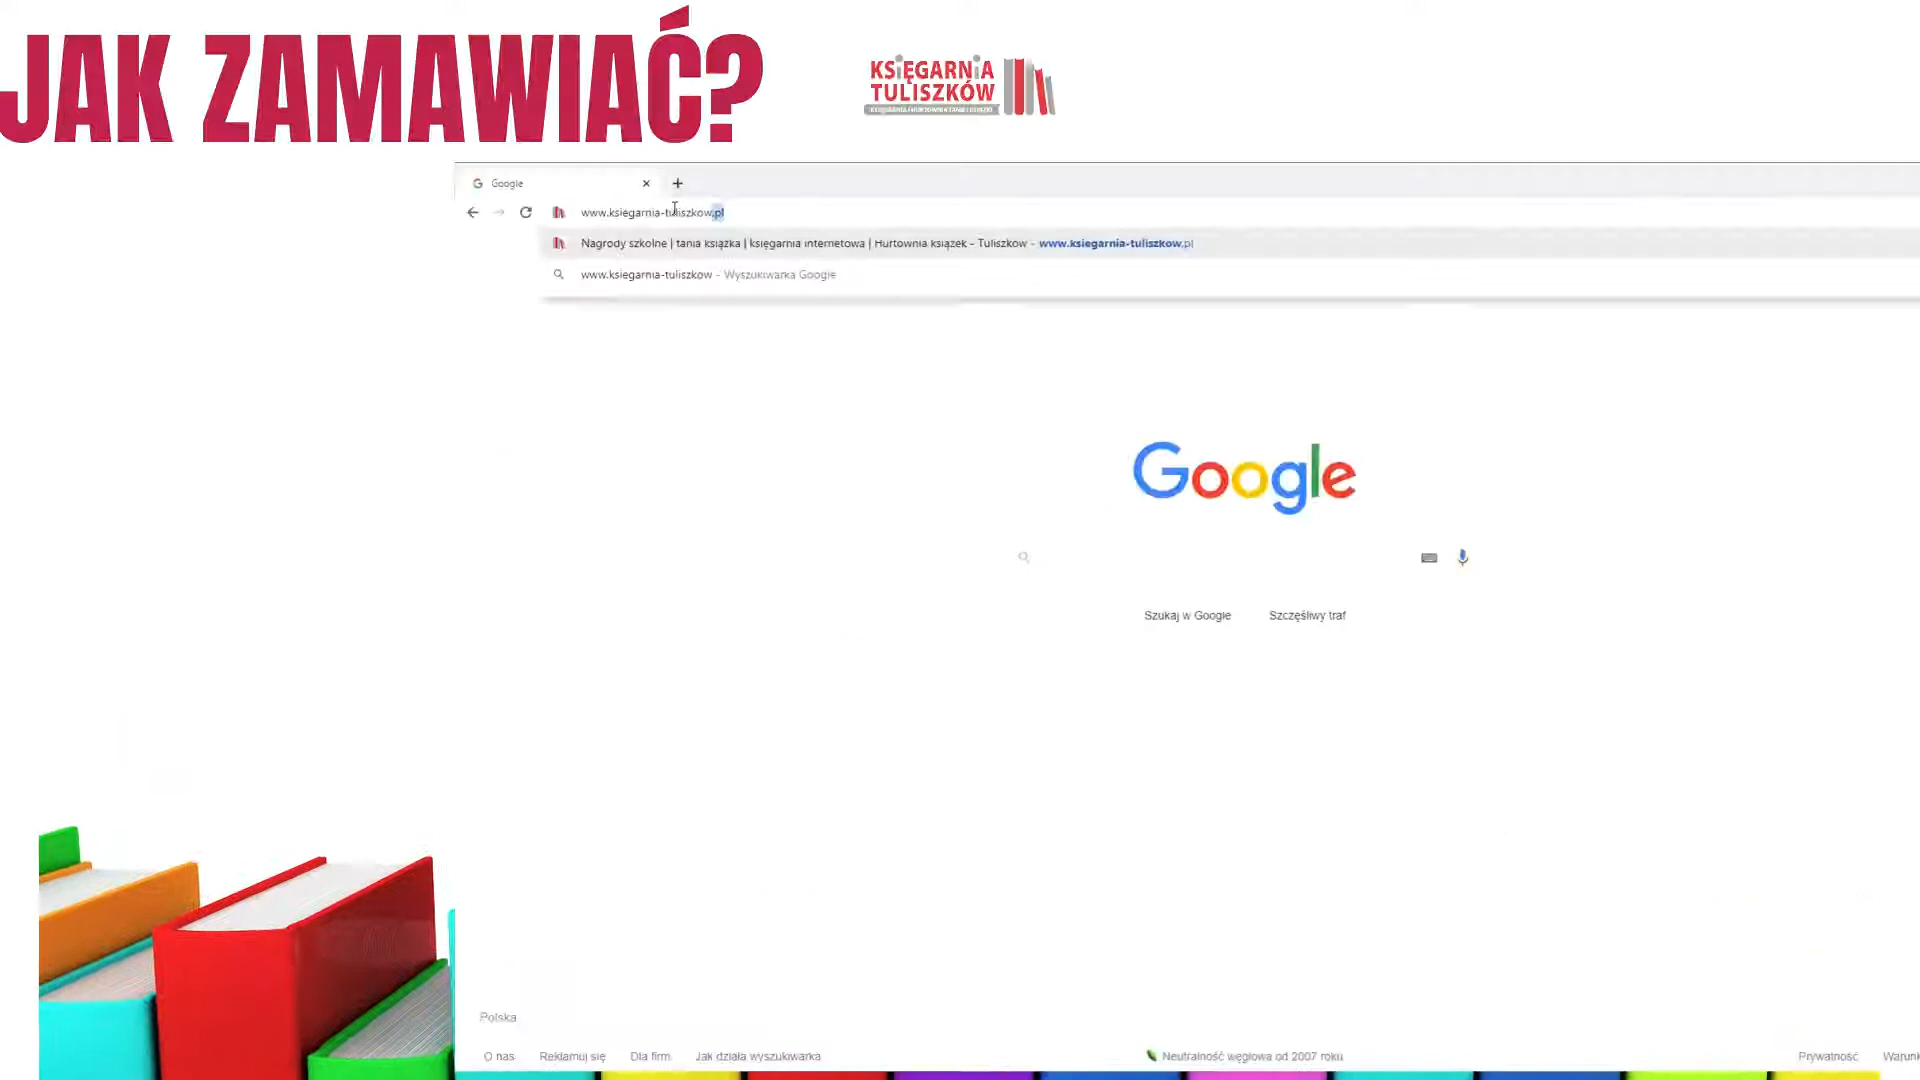 JAK ZAMAWIAĆ?
KSIĘGARNIA
TULISZKÓW
Google
www.ksiegarnia-tuliszkow.pl
Nagrody szkolne | tania książka | księgarnia internetowa | Hurtownia książek - Tuliszków - www.ksiegarnia-tuliszkow.pl
www.ksiegarnia-tuliszkow - Wyszukiwarka Google
Google
Szukaj w Google Szczęśliwy traf
Polska
O nas Reklamuj się Dla firm Jak działa wyszukiwarka Neutralność węglowa od 2007 roku Prywatność Warunk